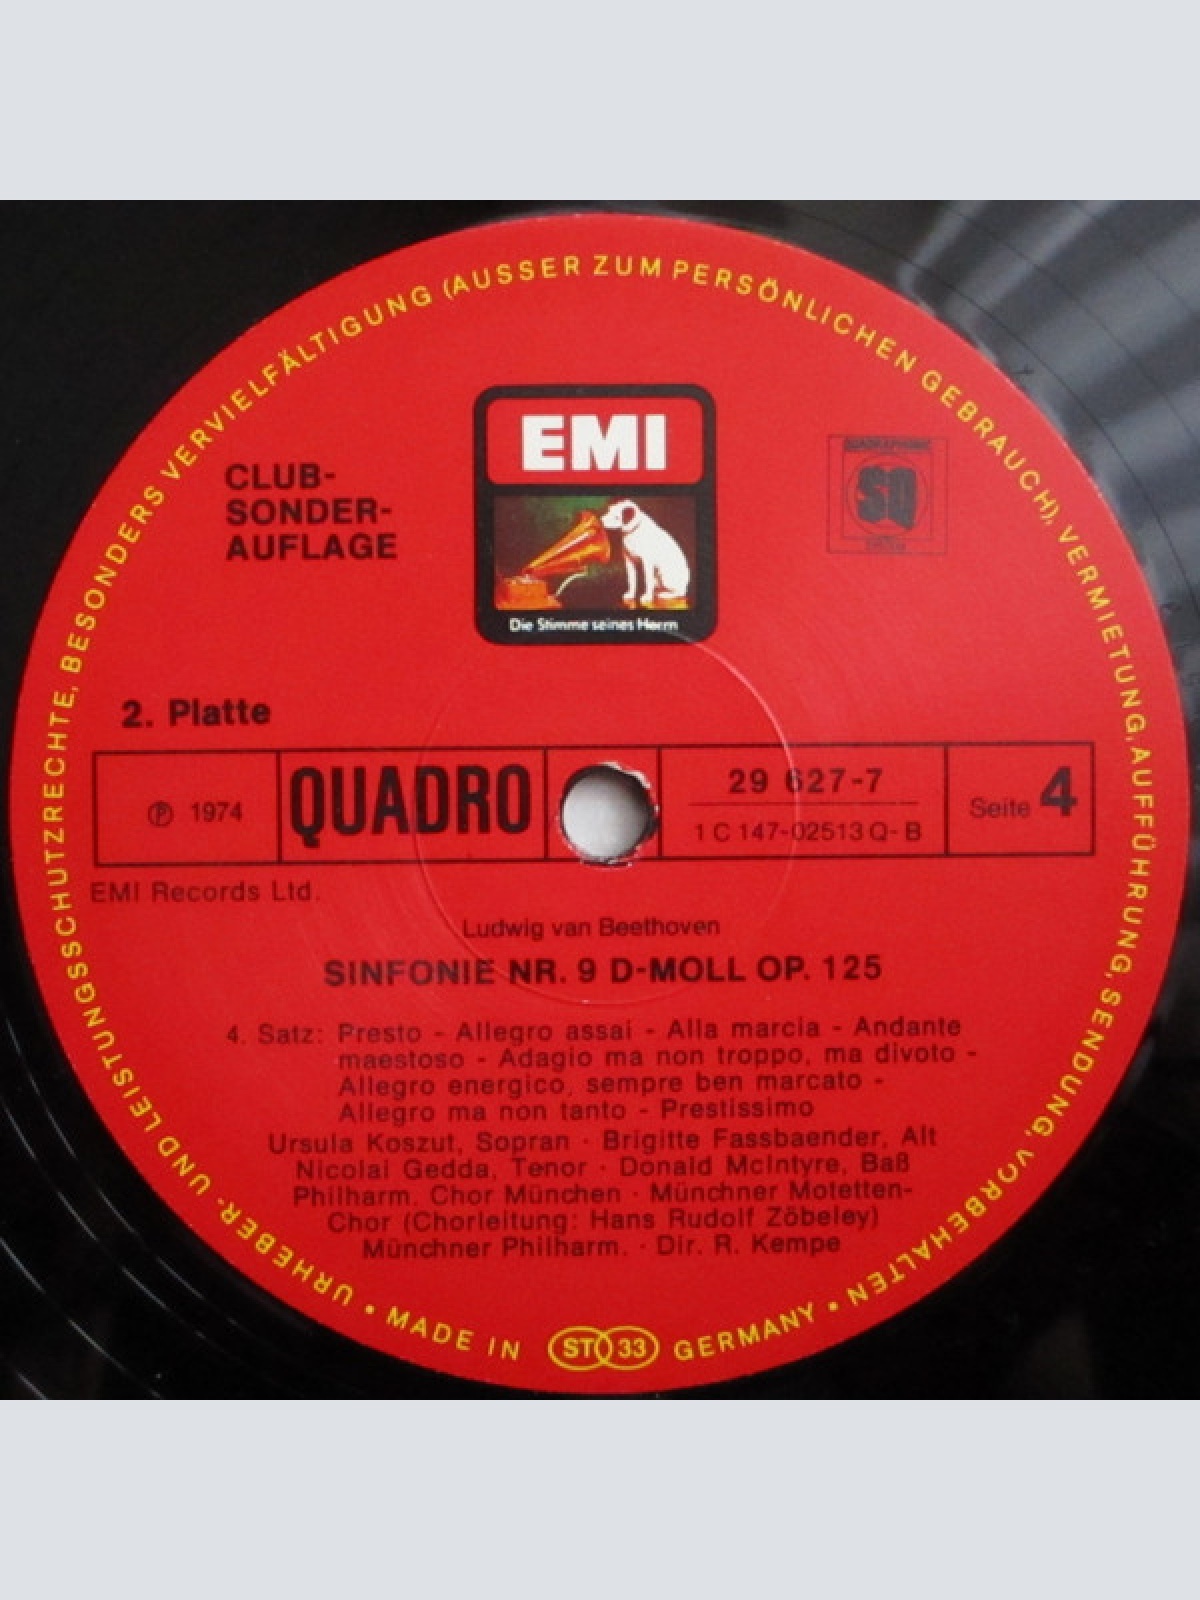 URHEBER- UND LEISTUNGSSCHUTZRECHTE, BESONDERS VERVIELFÄLTIGUNG (AUSSER ZUM PERSÖNLICHEN GEBRAUCH), VERMIETUNG, AUFFÜHRUNG, SENDUNG, VORBEHALTEN •
CLUB-
SONDER-
AUFLAGE
EMI
Die Stimme seines Herrn
QUADRAPHONIC
SQ
2. Platte
℗ 1974
QUADRO
29 627-7
1 C 147-02513 Q-B
Seite 4
EMI Records Ltd.
Ludwig van Beethoven
SINFONIE NR. 9 D-MOLL OP. 125
4. Satz: Presto - Allegro assai - Alla marcia - Andante
maestoso - Adagio ma non troppo, ma divoto -
Allegro energico, sempre ben marcato -
Allegro ma non tanto - Prestissimo
Ursula Koszut, Sopran · Brigitte Fassbaender, Alt
Nicolai Gedda, Tenor · Donald McIntyre, Baß
Philharm. Chor München · Münchner Motetten-
Chor (Chorleitung: Hans Rudolf Zöbeley)
Münchner Philharm. · Dir. R. Kempe
• MADE IN ST 33 GERMANY